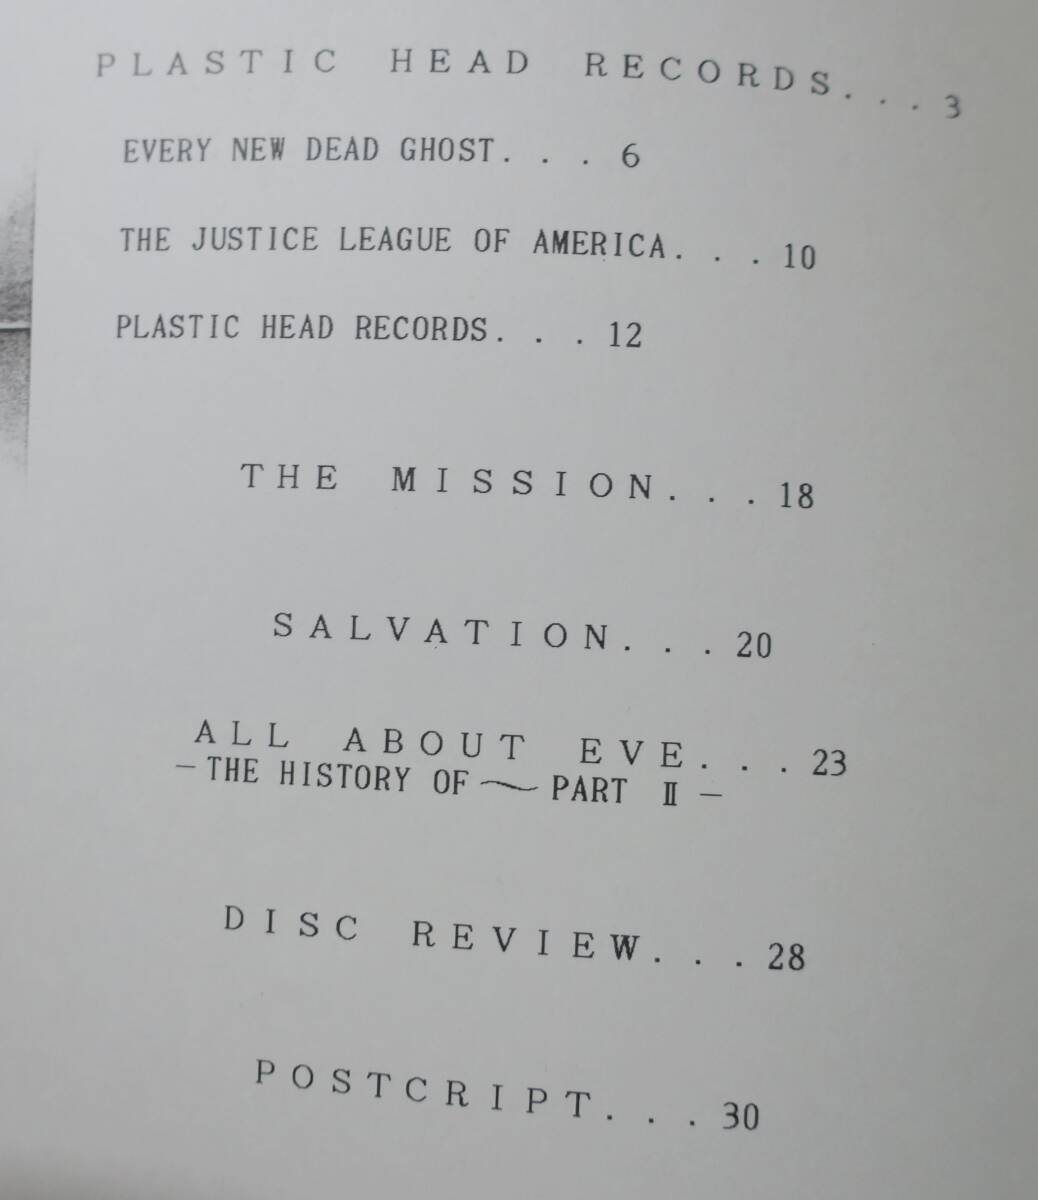 PLASTIC HEAD RECORDS...3
EVERY NEW DEAD GHOST...6
THE JUSTICE LEAGUE OF AMERICA...10
PLASTIC HEAD RECORDS...12
THE MISSION...18
SALVATION...20
ALL ABOUT EVE...23
—THE HISTORY OF〜PART Ⅱ—
DISC REVIEW...28
POSTCRIPT...30